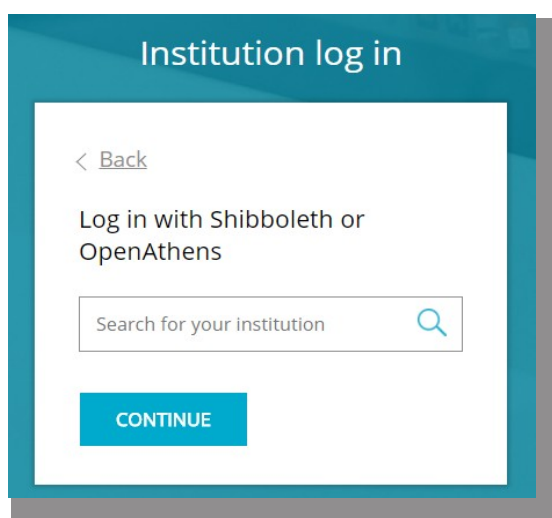 Institution log in
< Back
Log in with Shibboleth or
OpenAthens
Search for your institution
CONTINUE